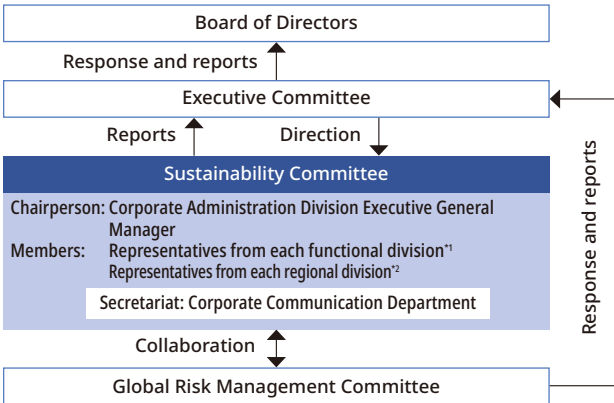 Board of Directors
Response and reports
Executive Committee
Reports
Direction
Sustainability Committee
Chairperson: Corporate Administration Division Executive General
Manager
Members: Representatives from each functional division*1
Representatives from each regional division*2
Secretariat: Corporate Communication Department
Collaboration
Global Risk Management Committee
Response and reports